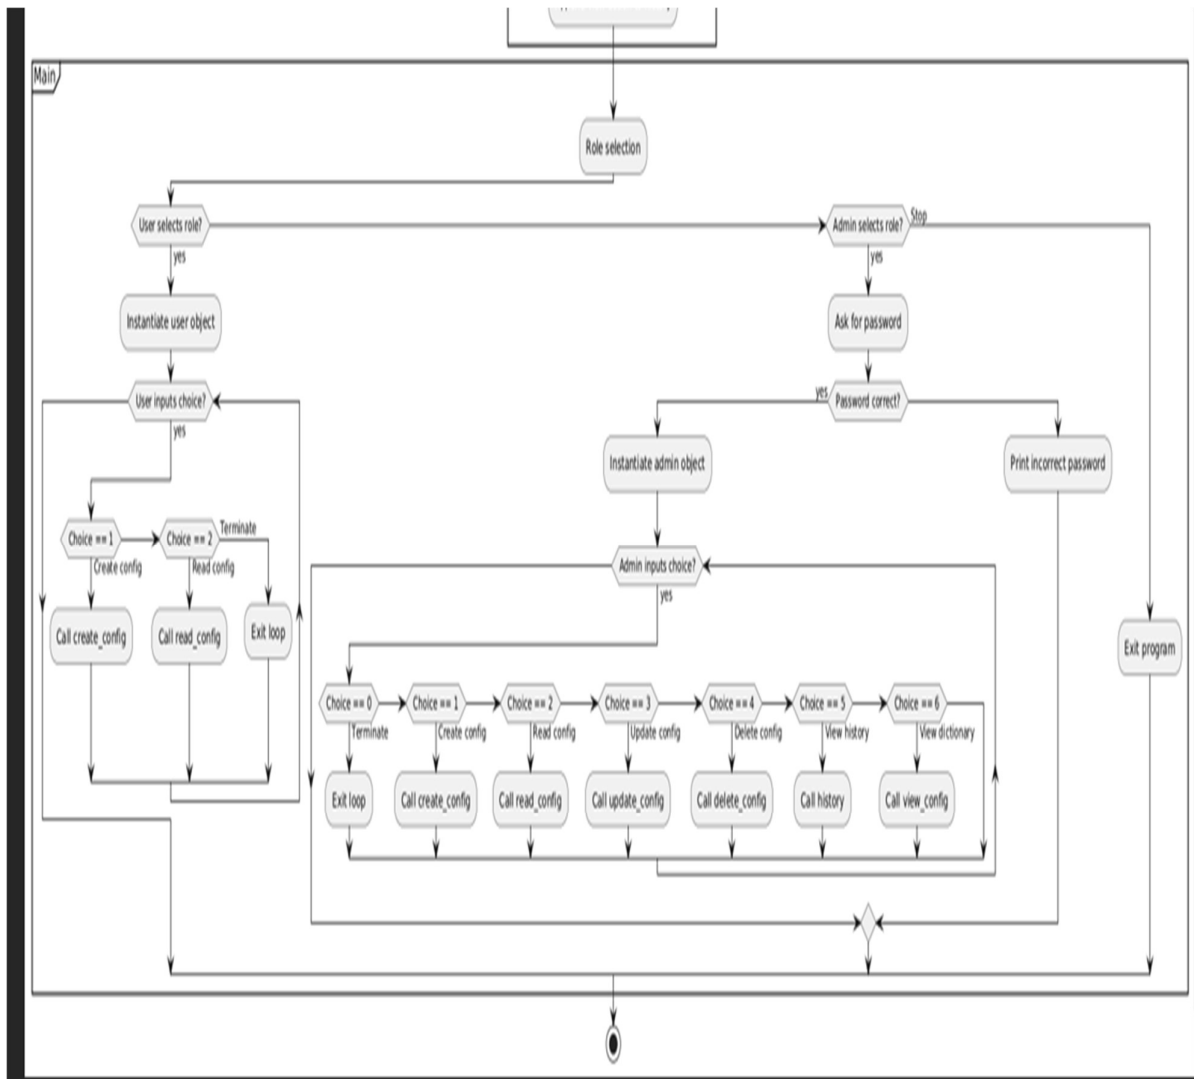 Main
Role selection
User selects role?
Admin selects role?
Stop
yes
yes
Instantiate user object
Ask for password
User inputs choice?
yes
Password correct?
yes
Instantiate admin object
Print incorrect password
Choice == 1
Choice == 2
Terminate
Create config
Read config
Admin inputs choice?
yes
Call create_config
Call read_config
Exit loop
Exit program
Choice == 0
Choice == 1
Choice == 2
Choice == 3
Choice == 4
Choice == 5
Choice == 6
Terminate
Create config
Read config
Update config
Delete config
View history
View dictionary
Exit loop
Call create_config
Call read_config
Call update_config
Call delete_config
Call history
Call view_config